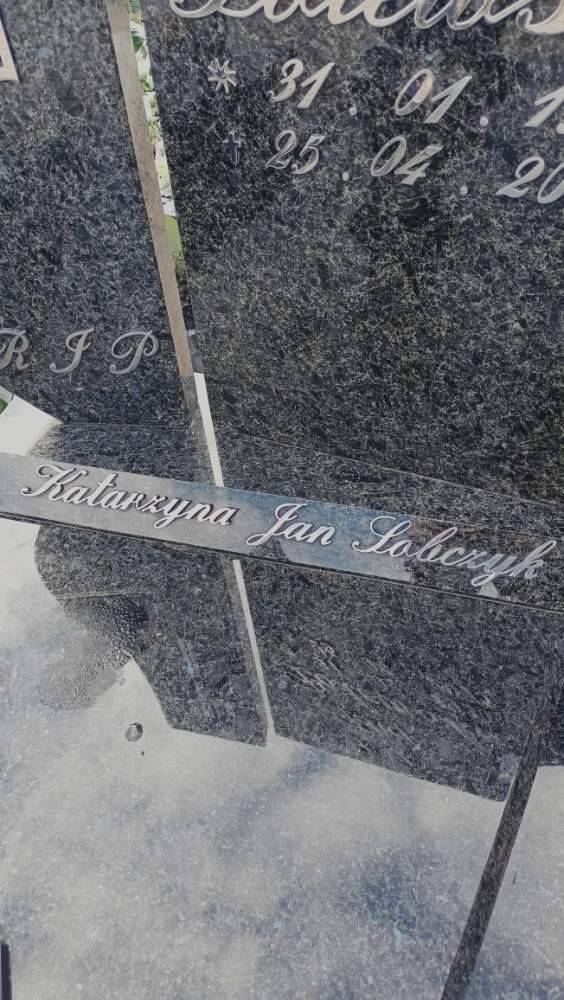 31. 01. 1
25. 04. 20
R I P
Katarzyna Jan Sobczyk